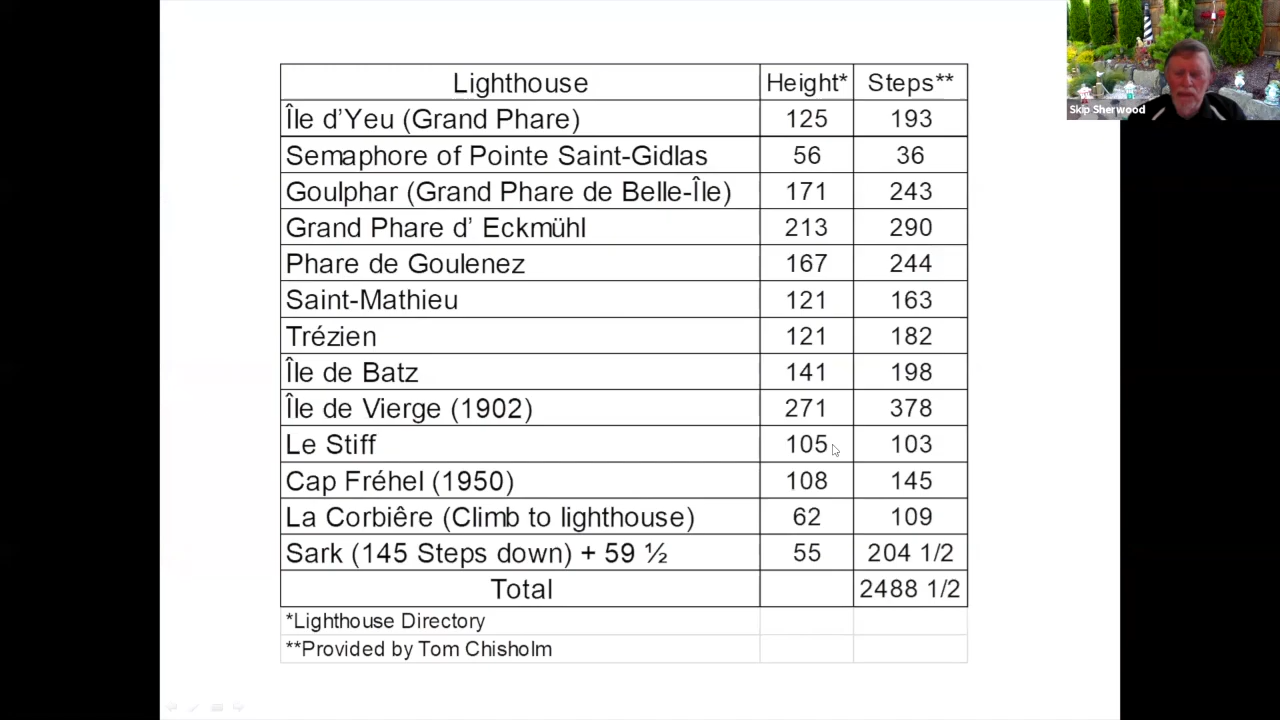 Lighthouse Height* Steps**
Île d’Yeu (Grand Phare) 125 193
Semaphore of Pointe Saint-Gidlas 56 36
Goulphar (Grand Phare de Belle-Île) 171 243
Grand Phare d’ Eckmühl 213 290
Phare de Goulenez 167 244
Saint-Mathieu 121 163
Trézien 121 182
Île de Batz 141 198
Île de Vierge (1902) 271 378
Le Stiff 105 103
Cap Fréhel (1950) 108 145
La Corbiêre (Climb to lighthouse) 62 109
Sark (145 Steps down) + 59 ½ 55 204 1/2
Total 2488 1/2
*Lighthouse Directory
**Provided by Tom Chisholm
Skip Sherwood